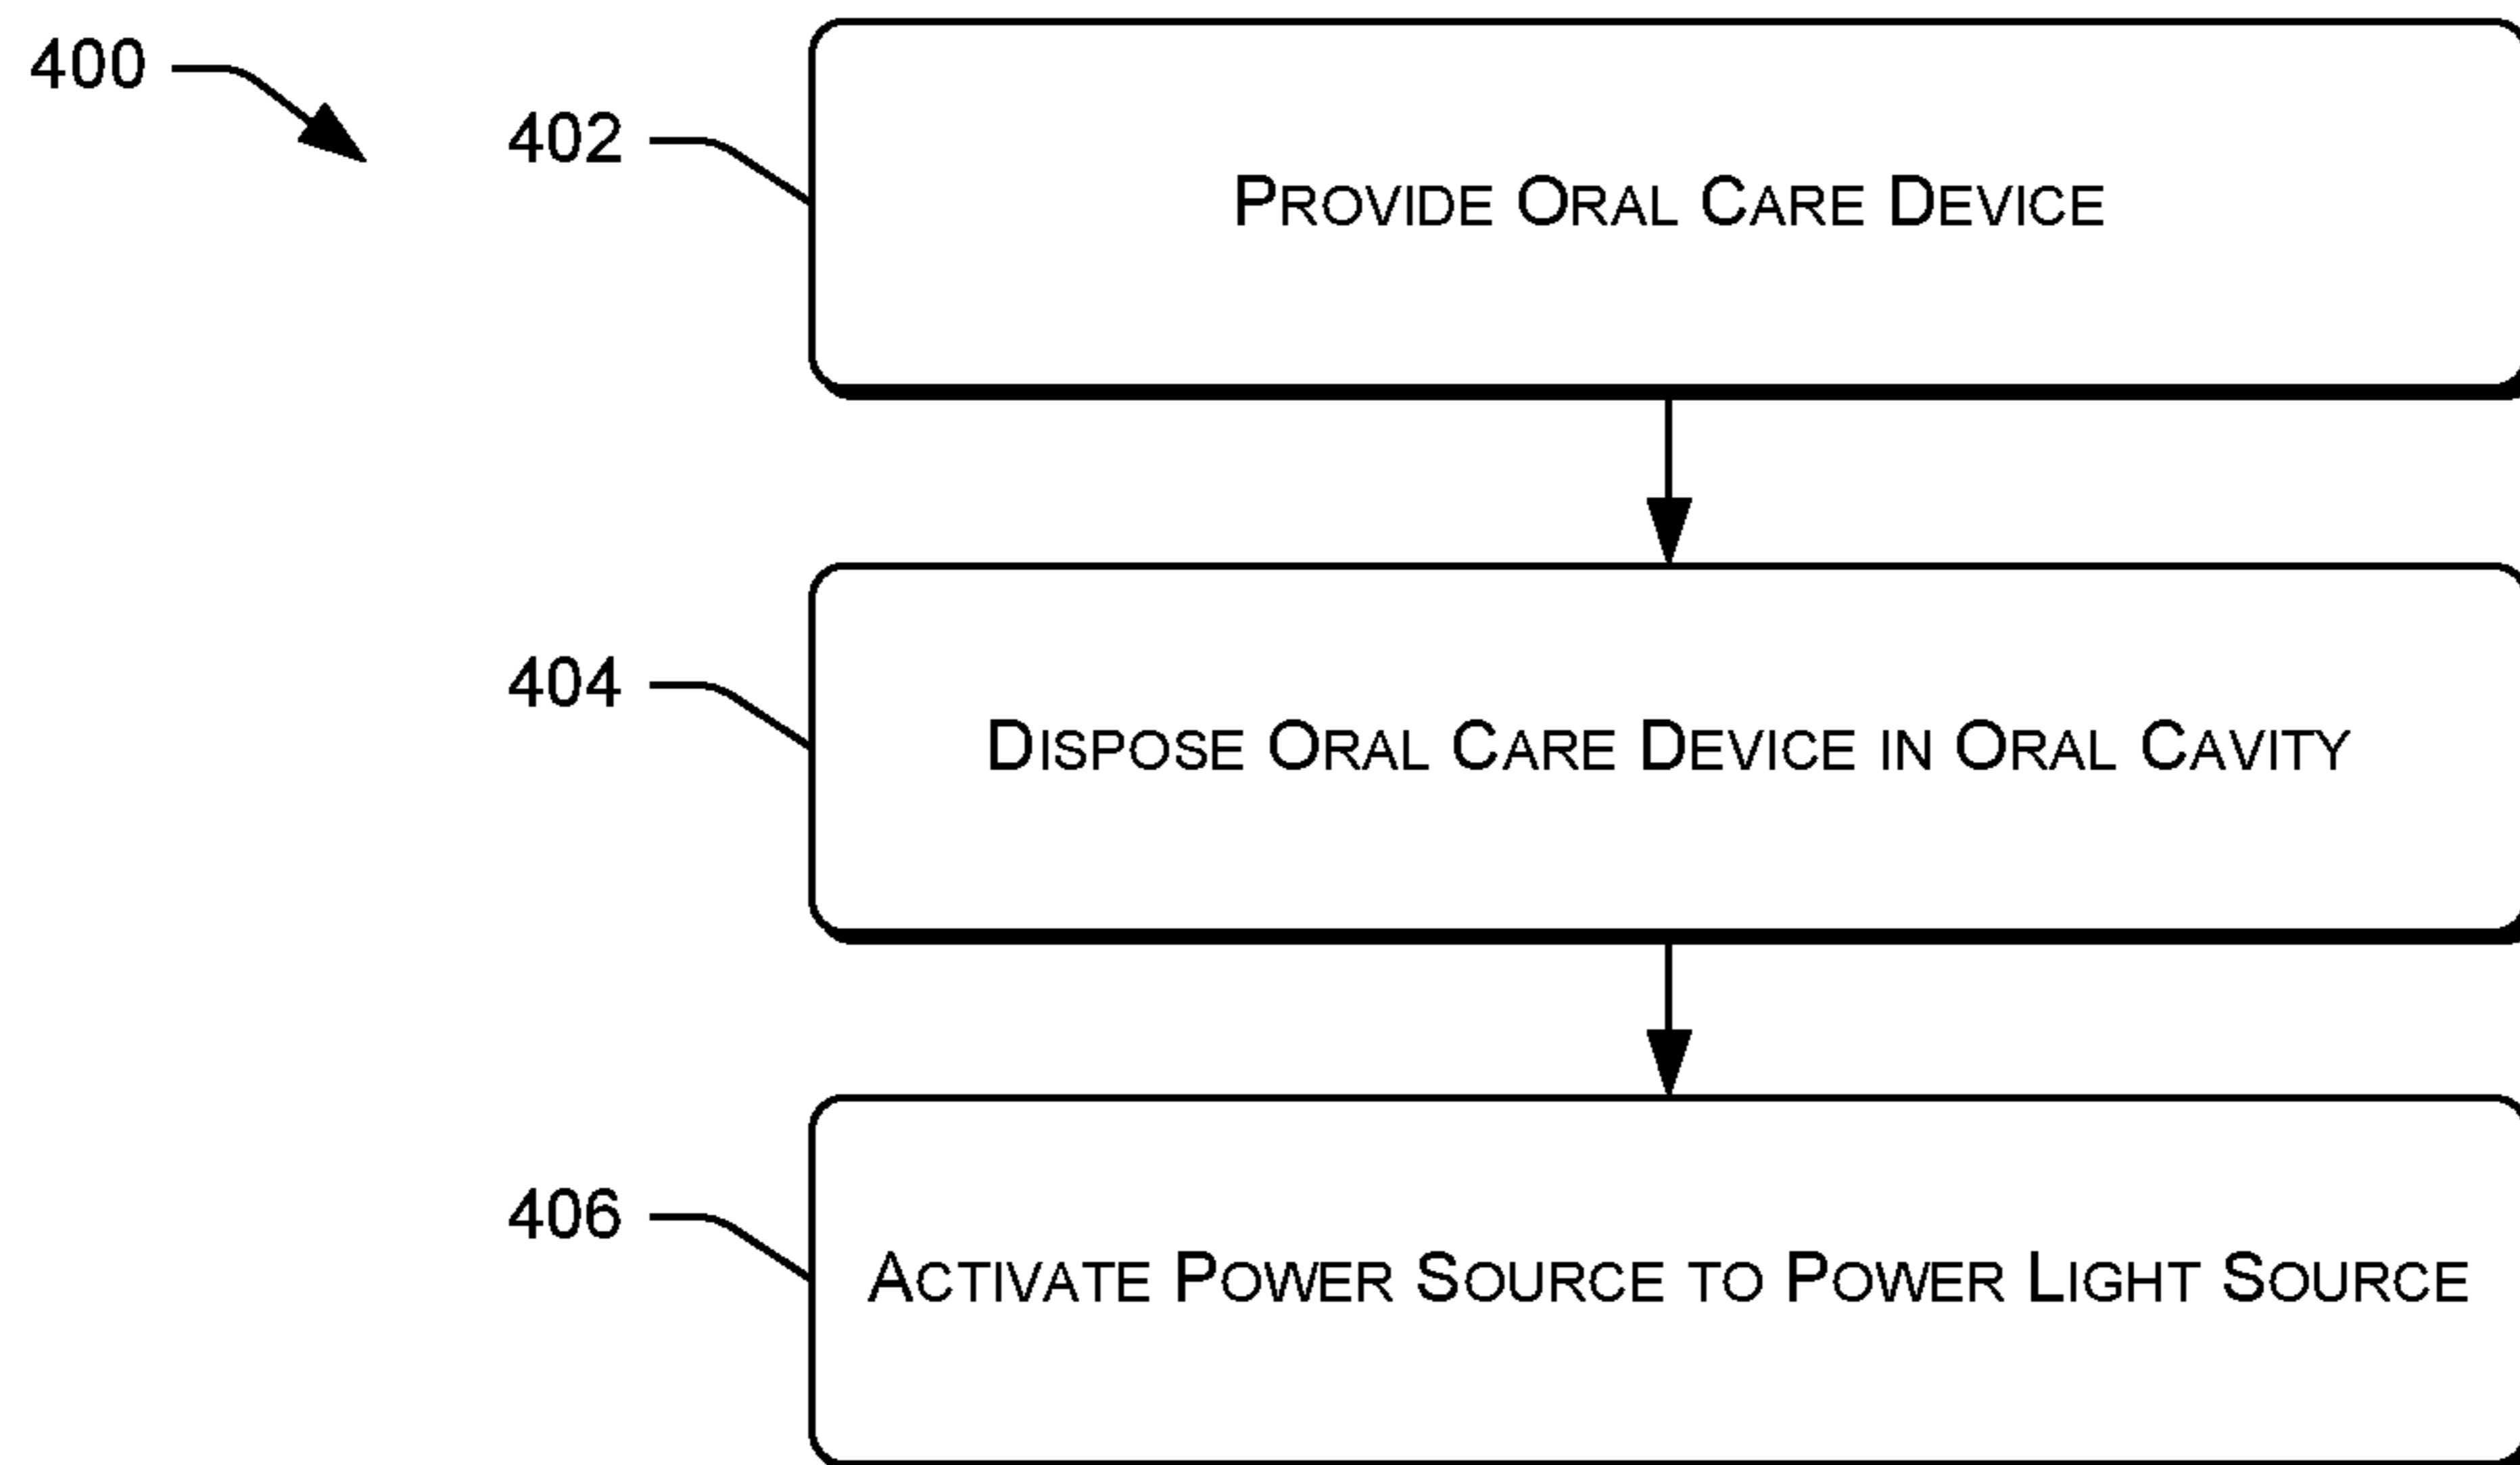 400
402
PROVIDE ORAL CARE DEVICE
404
DISPOSE ORAL CARE DEVICE IN ORAL CAVITY
406
ACTIVATE POWER SOURCE TO POWER LIGHT SOURCE